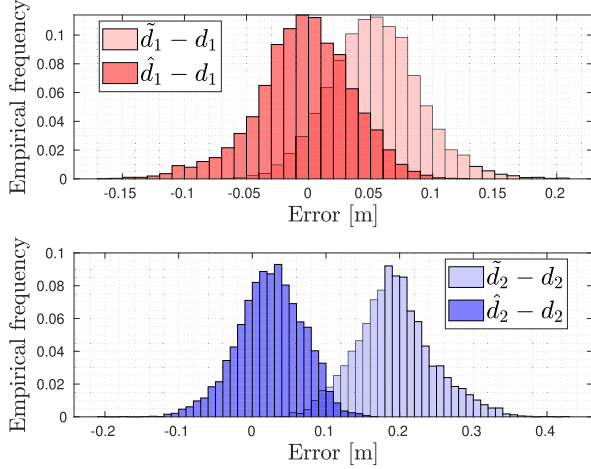 Empirical frequency
0.1
0.08
0.06
0.04
0.02
0
d̃₁ − d₁
d̂₁ − d₁
-0.15 -0.1 -0.05 0 0.05 0.1 0.15 0.2
Error [m]
Empirical frequency
0.1
0.08
0.06
0.04
0.02
0
d̃₂ − d₂
d̂₂ − d₂
-0.2 -0.1 0 0.1 0.2 0.3 0.4
Error [m]